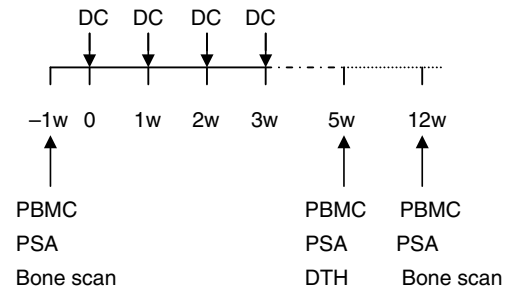 DC DC DC DC
–1w 0 1w 2w 3w 5w 12w
PBMC PBMC PBMC
PSA PSA PSA
Bone scan DTH Bone scan